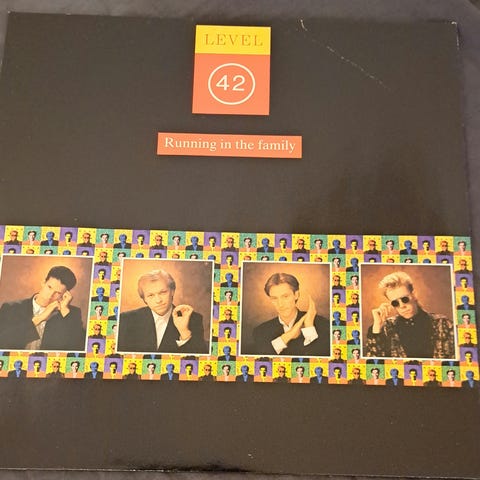 LEVEL
42
Running in the family